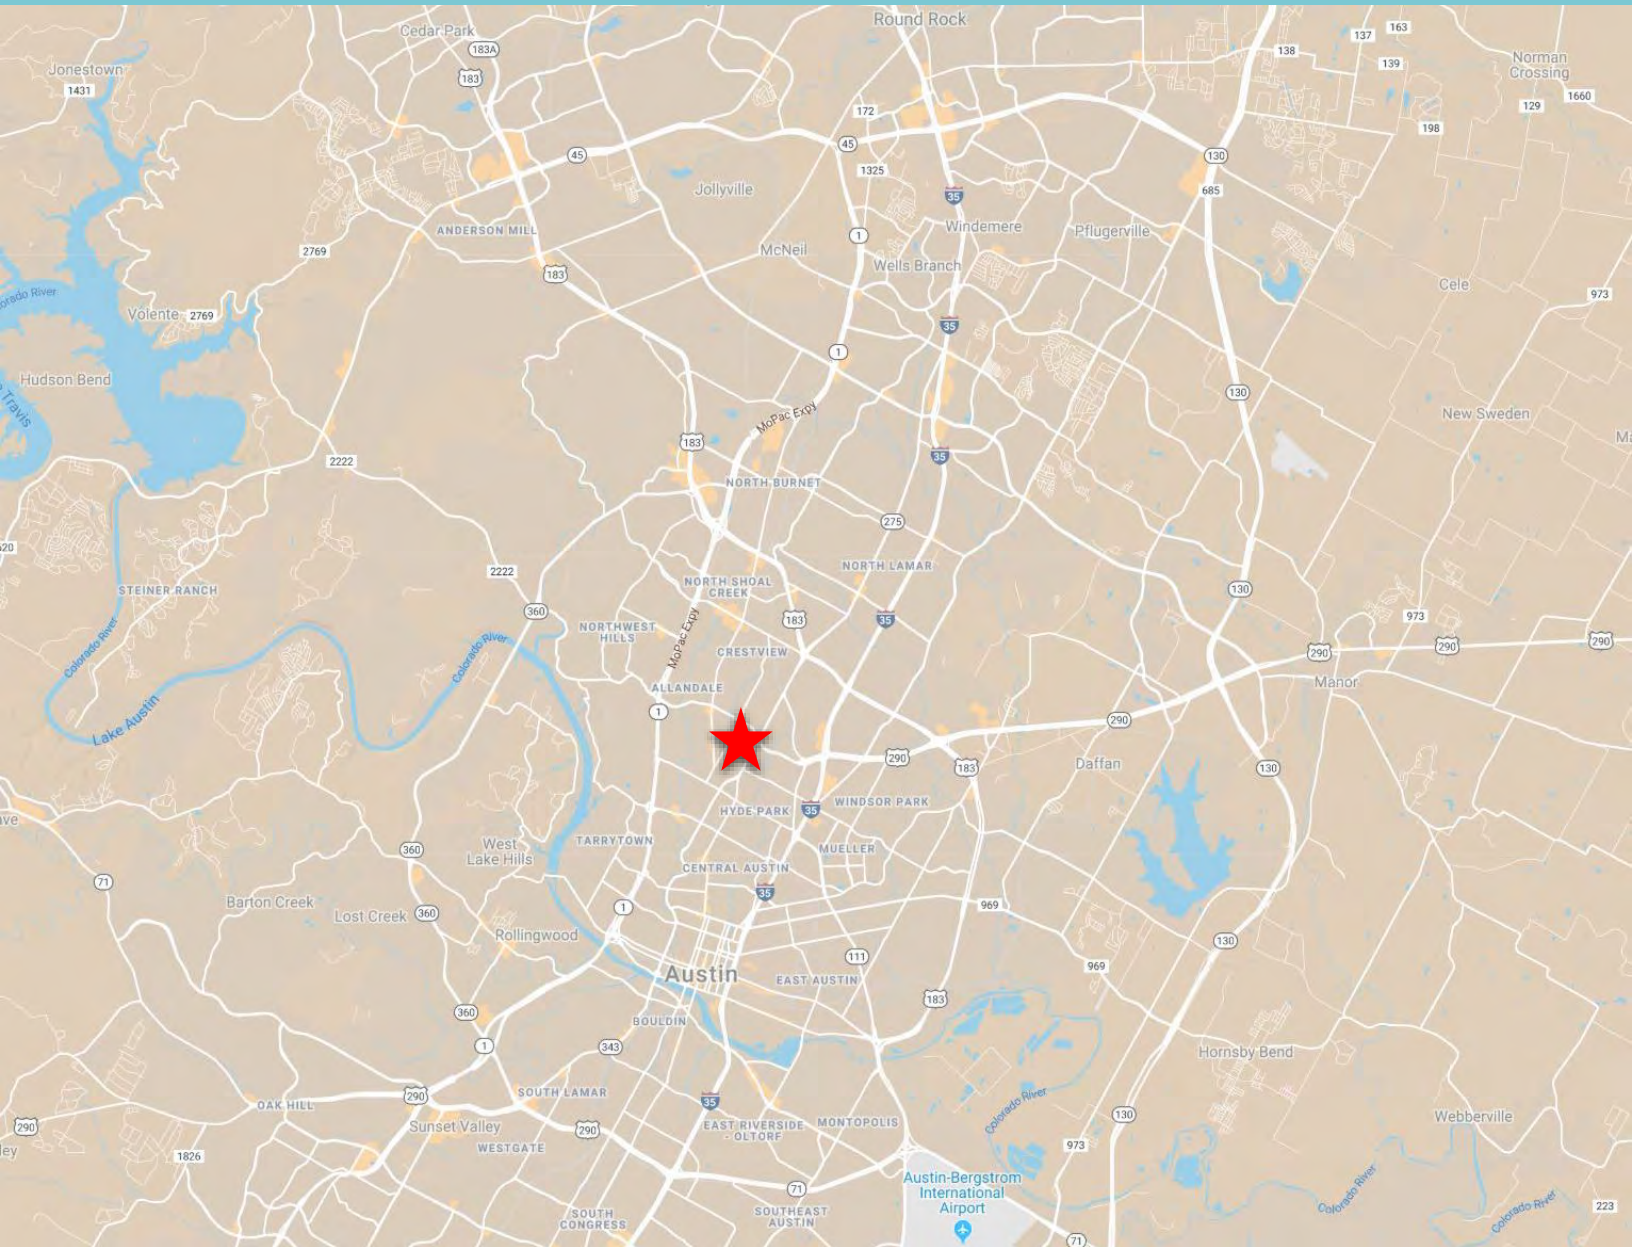 Round Rock
Cedar Park
183A
183
Jonestown
1431
138
137
163
139
Norman
Crossing
1660
129
198
172
45
45
1325
130
685
35
Jollyville
Windemere
Pflugerville
ANDERSON MILL
1
McNeil
Wells Branch
2769
183
Colorado River
Cele
973
Volente
2769
35
1
Hudson Bend
130
New Sweden
MoPac Expy
183
2222
35
NORTH BURNET
275
2222
NORTH LAMAR
STEINER RANCH
NORTH SHOAL
CREEK
130
360
973
183
35
NORTHWEST
HILLS
MoPac Expy
Colorado River
Colorado River
CRESTVIEW
290
290
290
Manor
ALLANDALE
1
Lake Austin
290
290
183
Daffan
130
HYDE PARK
35
WINDSOR PARK
TARRYTOWN
MUELLER
360
West
Lake Hills
CENTRAL AUSTIN
71
35
Barton Creek
Lost Creek
360
1
969
Rollingwood
130
111
969
Austin
EAST AUSTIN
183
360
BOULDIN
1
343
Hornsby Bend
290
SOUTH LAMAR
35
OAK HILL
Colorado River
130
Webberville
290
Sunset Valley
290
EAST RIVERSIDE
- OLTORF
MONTOPOLIS
WESTGATE
973
1826
Austin-Bergstrom
International
Airport
71
Colorado River
Colorado River
223
SOUTH
CONGRESS
SOUTHEAST
AUSTIN
71